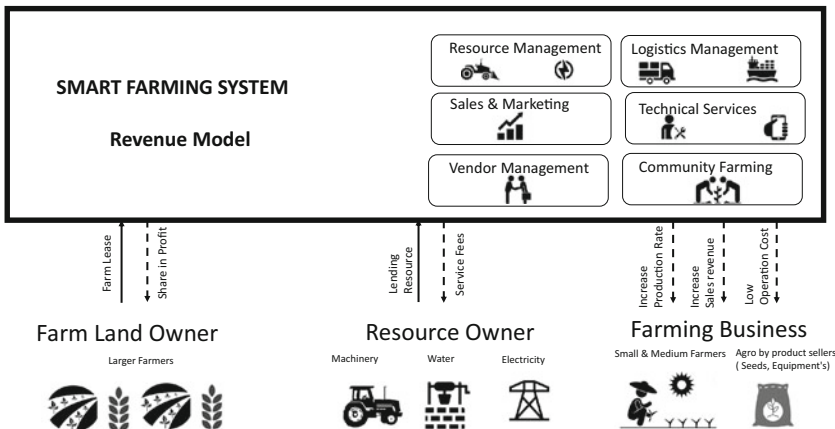 SMART FARMING SYSTEM
Revenue Model
Resource Management
Logistics Management
Sales & Marketing
Technical Services
Vendor Management
Community Farming
Farm Lease
Share in Profit
Lending
Resource
Service Fees
Increase
Production Rate
Increase
Sales revenue
Low
Operation Cost
Farm Land Owner
Larger Farmers
Resource Owner
Machinery
Water
Electricity
Farming Business
Small & Medium Farmers
Agro by product sellers
( Seeds, Equipment's)